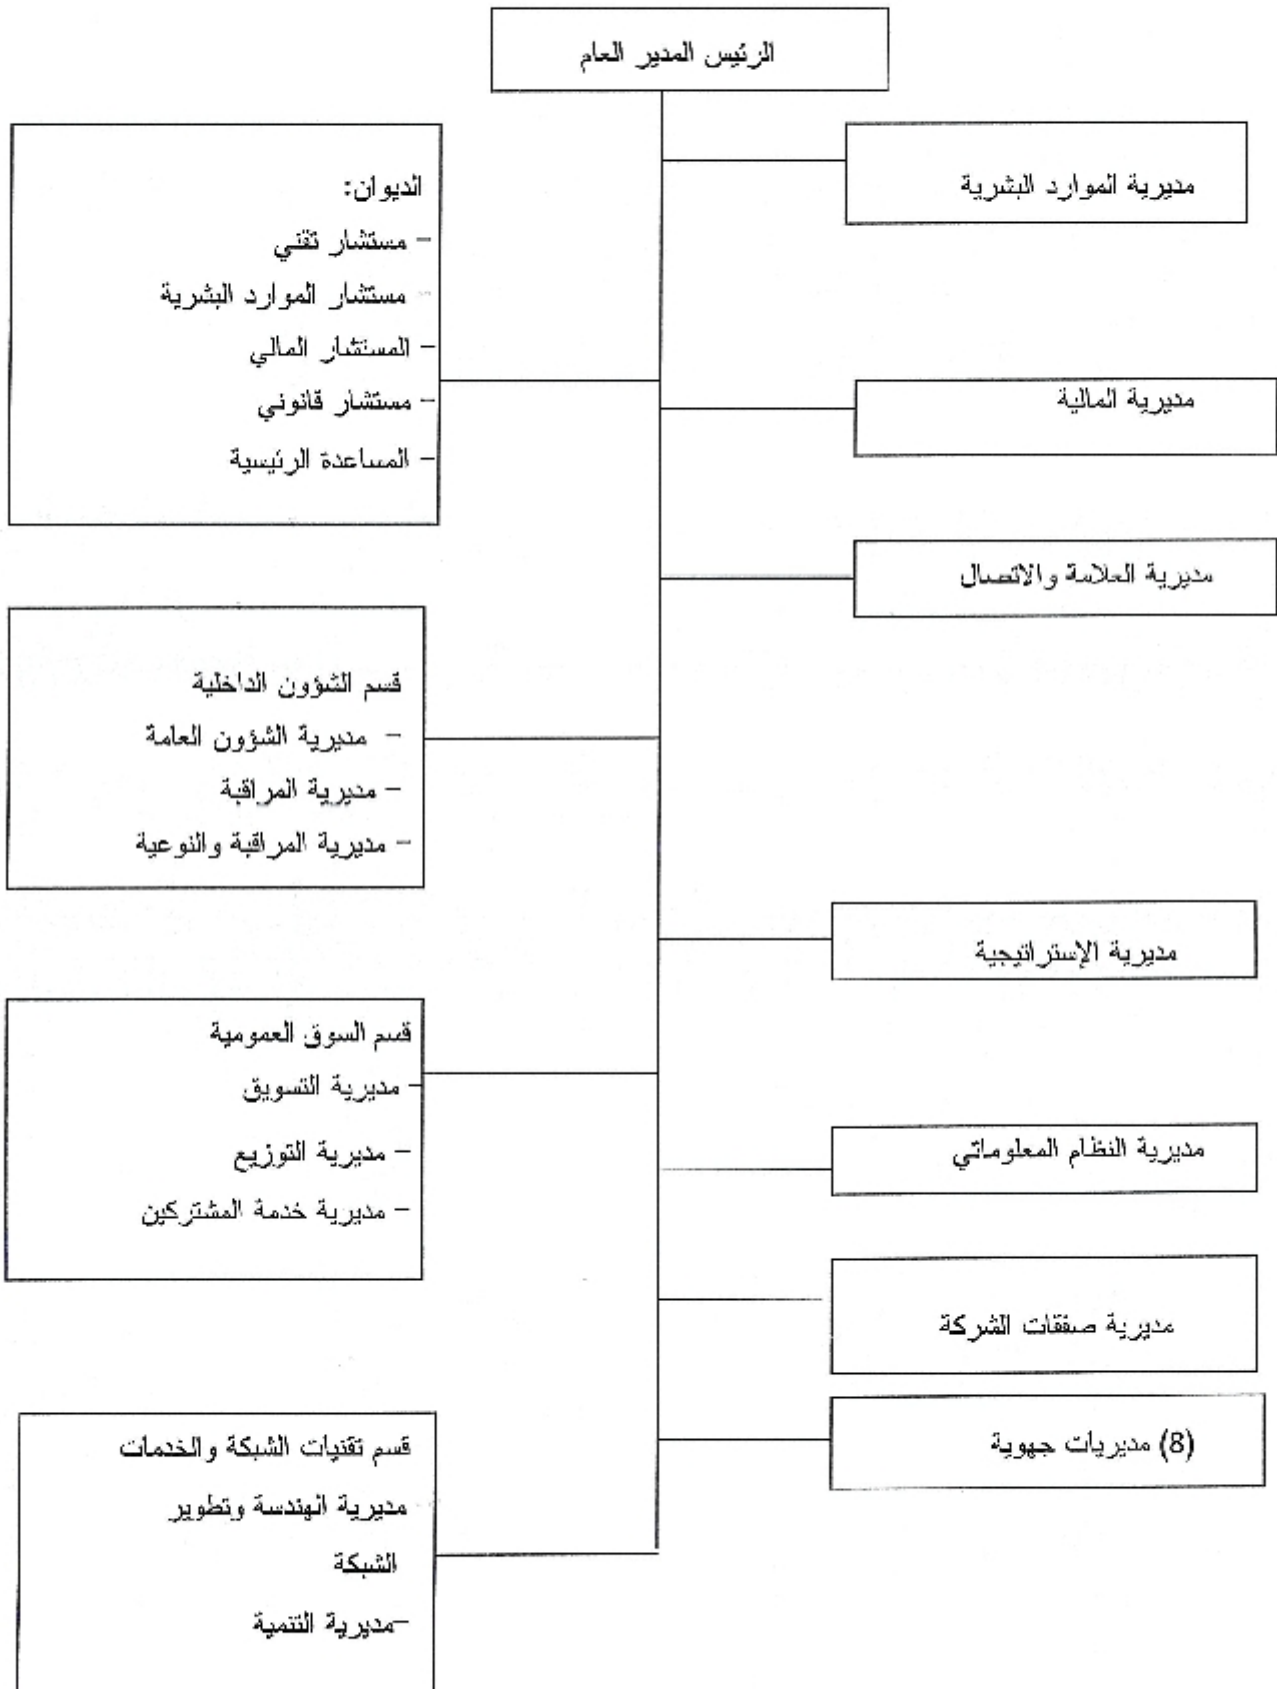 الرئيس المدير العام
مديرية الموارد البشرية
الديوان:
- مستشار تقني
- مستشار الموارد البشرية
- المستشار المالي
- مستشار قانوني
- المساعدة الرئيسية
مديرية المالية
مديرية العلامة والاتصال
قسم الشؤون الداخلية
- مديرية الشؤون العامة
- مديرية المراقبة
- مديرية المراقبة والنوعية
مديرية الإستراتيجية
قسم السوق العمومية
- مديرية التسويق
- مديرية التوزيع
- مديرية خدمة المشتركين
مديرية النظام المعلوماتي
مديرية صفقات الشركة
(8) مديريات جهوية
قسم تقنيات الشبكة والخدمات
- مديرية الهندسة وتطوير
الشبكة
-مديرية التنمية